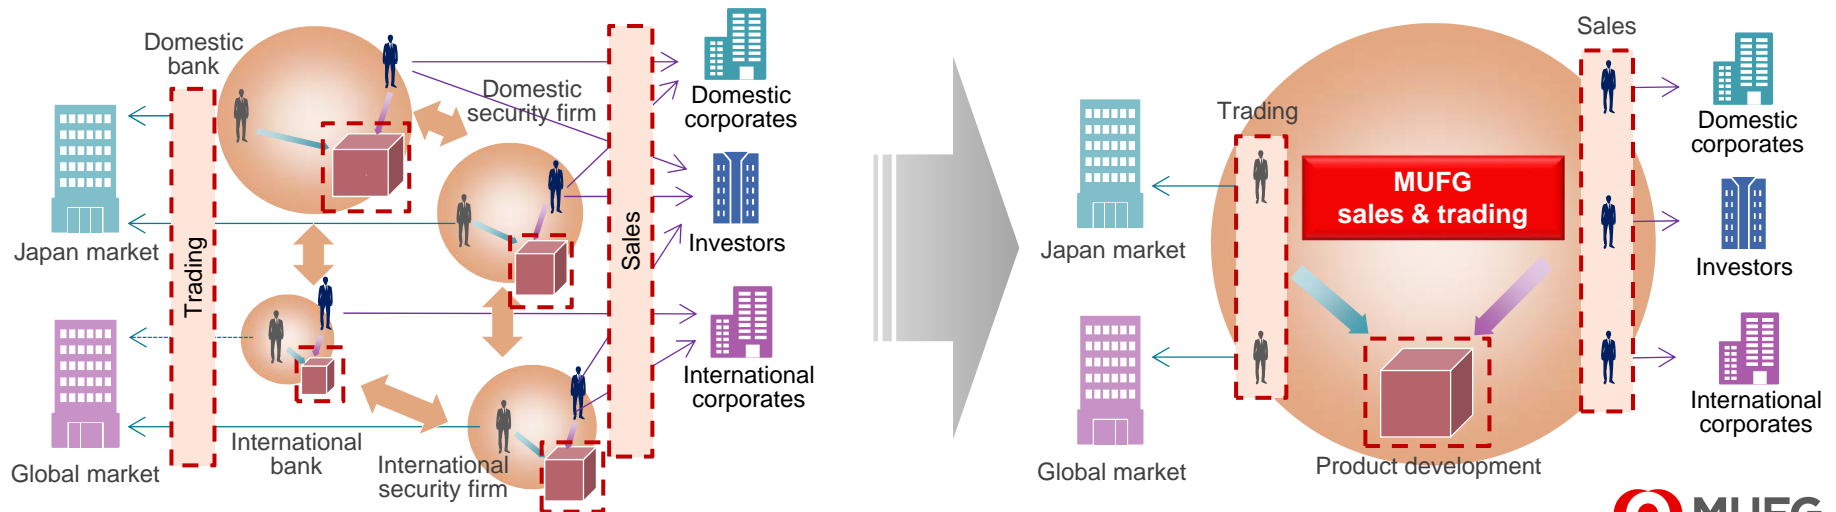 Domestic
bank
Domestic
security firm
Domestic
corporates
Japan market
Trading
Sales
Investors
International
corporates
Global market
International
bank
International
security firm
Sales
Trading
MUFG
sales & trading
Domestic
corporates
Japan market
Investors
International
corporates
Global market
Product development
MUFG